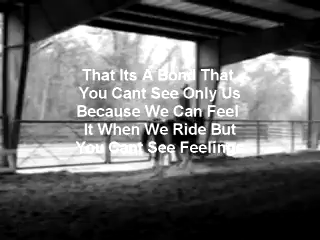 That Its A Bond That
You Cant See Only Us
Because We Can Feel
It When We Ride But
You Cant See Feelings